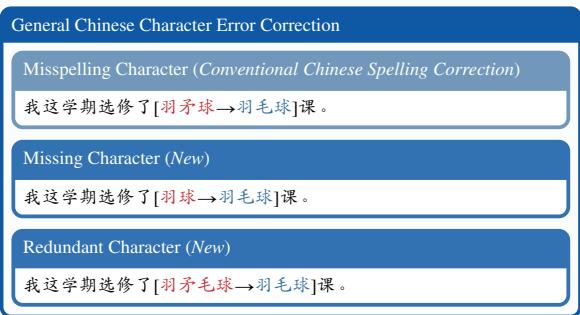 General Chinese Character Error Correction
Misspelling Character (Conventional Chinese Spelling Correction)
我这学期选修了[羽矛球→羽毛球]课。
Missing Character (New)
我这学期选修了[羽球→羽毛球]课。
Redundant Character (New)
我这学期选修了[羽矛毛球→羽毛球]课。